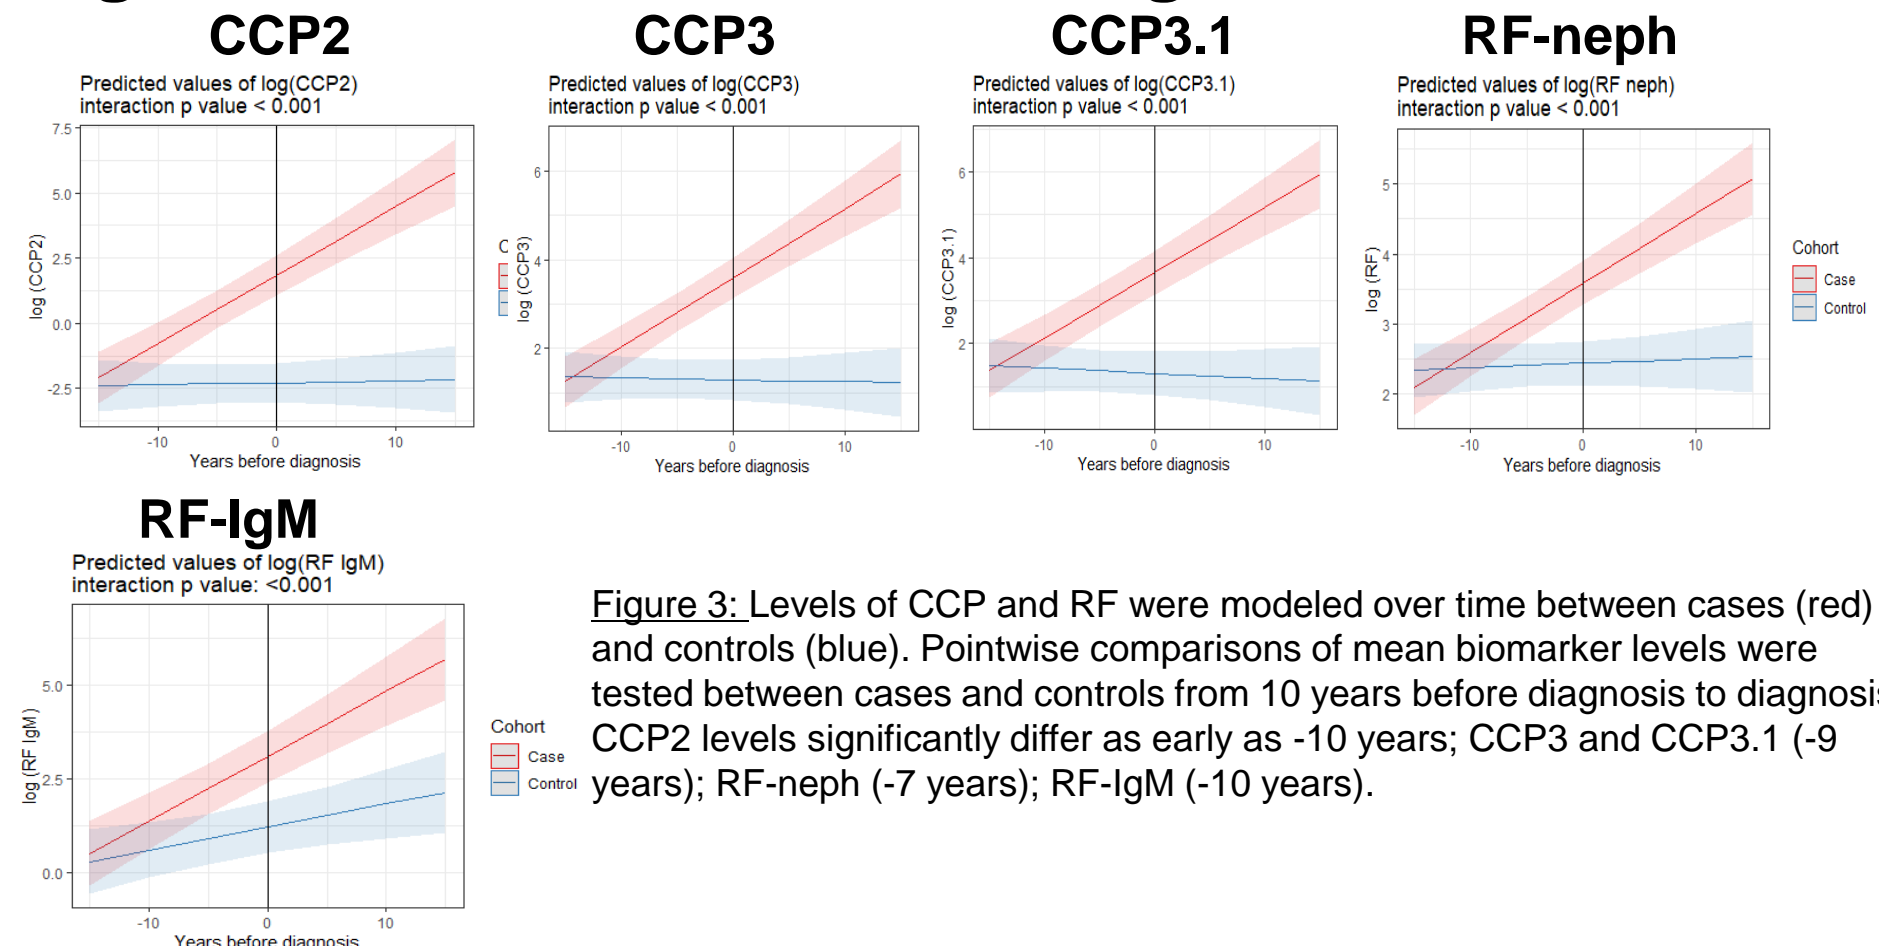 CCP2
Predicted values of log(CCP2)
interaction p value < 0.001
7.5
5.0
2.5
0.0
-2.5
log (CCP2)
-10
0
10
Years before diagnosis
CCP3
Predicted values of log(CCP3)
interaction p value < 0.001
6
4
2
log (CCP3)
-10
0
10
Years before diagnosis
CCP3.1
Predicted values of log(CCP3.1)
interaction p value < 0.001
6
4
2
log (CCP3.1)
-10
0
10
Years before diagnosis
RF-neph
Predicted values of log(RF neph)
interaction p value < 0.001
5
4
3
2
log (RF)
-10
0
10
Years before diagnosis
Cohort
Case
Control
RF-IgM
Predicted values of log(RF IgM)
interaction p value: <0.001
5.0
2.5
0.0
log (RF IgM)
-10
0
10
Years before diagnosis
Cohort
Case
Control
Figure 3: Levels of CCP and RF were modeled over time between cases (red)
and controls (blue). Pointwise comparisons of mean biomarker levels were
tested between cases and controls from 10 years before diagnosis to diagnosis
CCP2 levels significantly differ as early as -10 years; CCP3 and CCP3.1 (-9
years); RF-neph (-7 years); RF-IgM (-10 years).